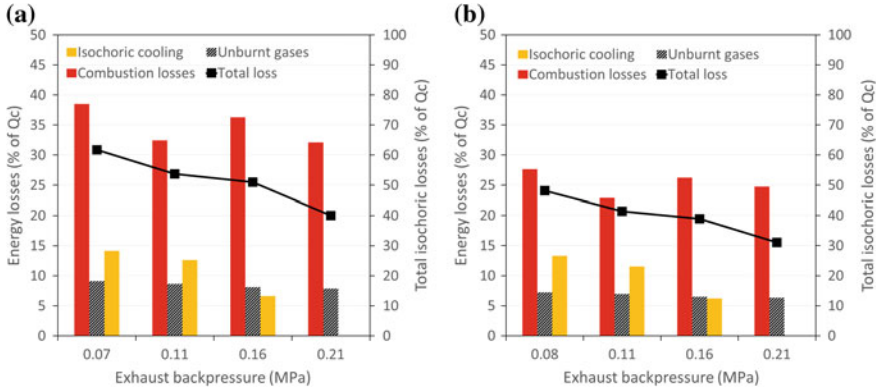 (a)
Isochoric cooling
Unburnt gases
Combustion losses
Total loss
Energy losses (% of Qc)
50
45
40
35
30
25
20
15
10
5
0
Total isochoric losses (% of Qc)
100
90
80
70
60
50
40
30
20
10
0
0.07 0.11 0.16 0.21
Exhaust backpressure (MPa)
(b)
Isochoric cooling
Unburnt gases
Combustion losses
Total loss
Energy losses (% of Qc)
50
45
40
35
30
25
20
15
10
5
0
Total isochoric losses (% of Qc)
100
90
80
70
60
50
40
30
20
10
0
0.08 0.11 0.16 0.21
Exhaust backpressure (MPa)